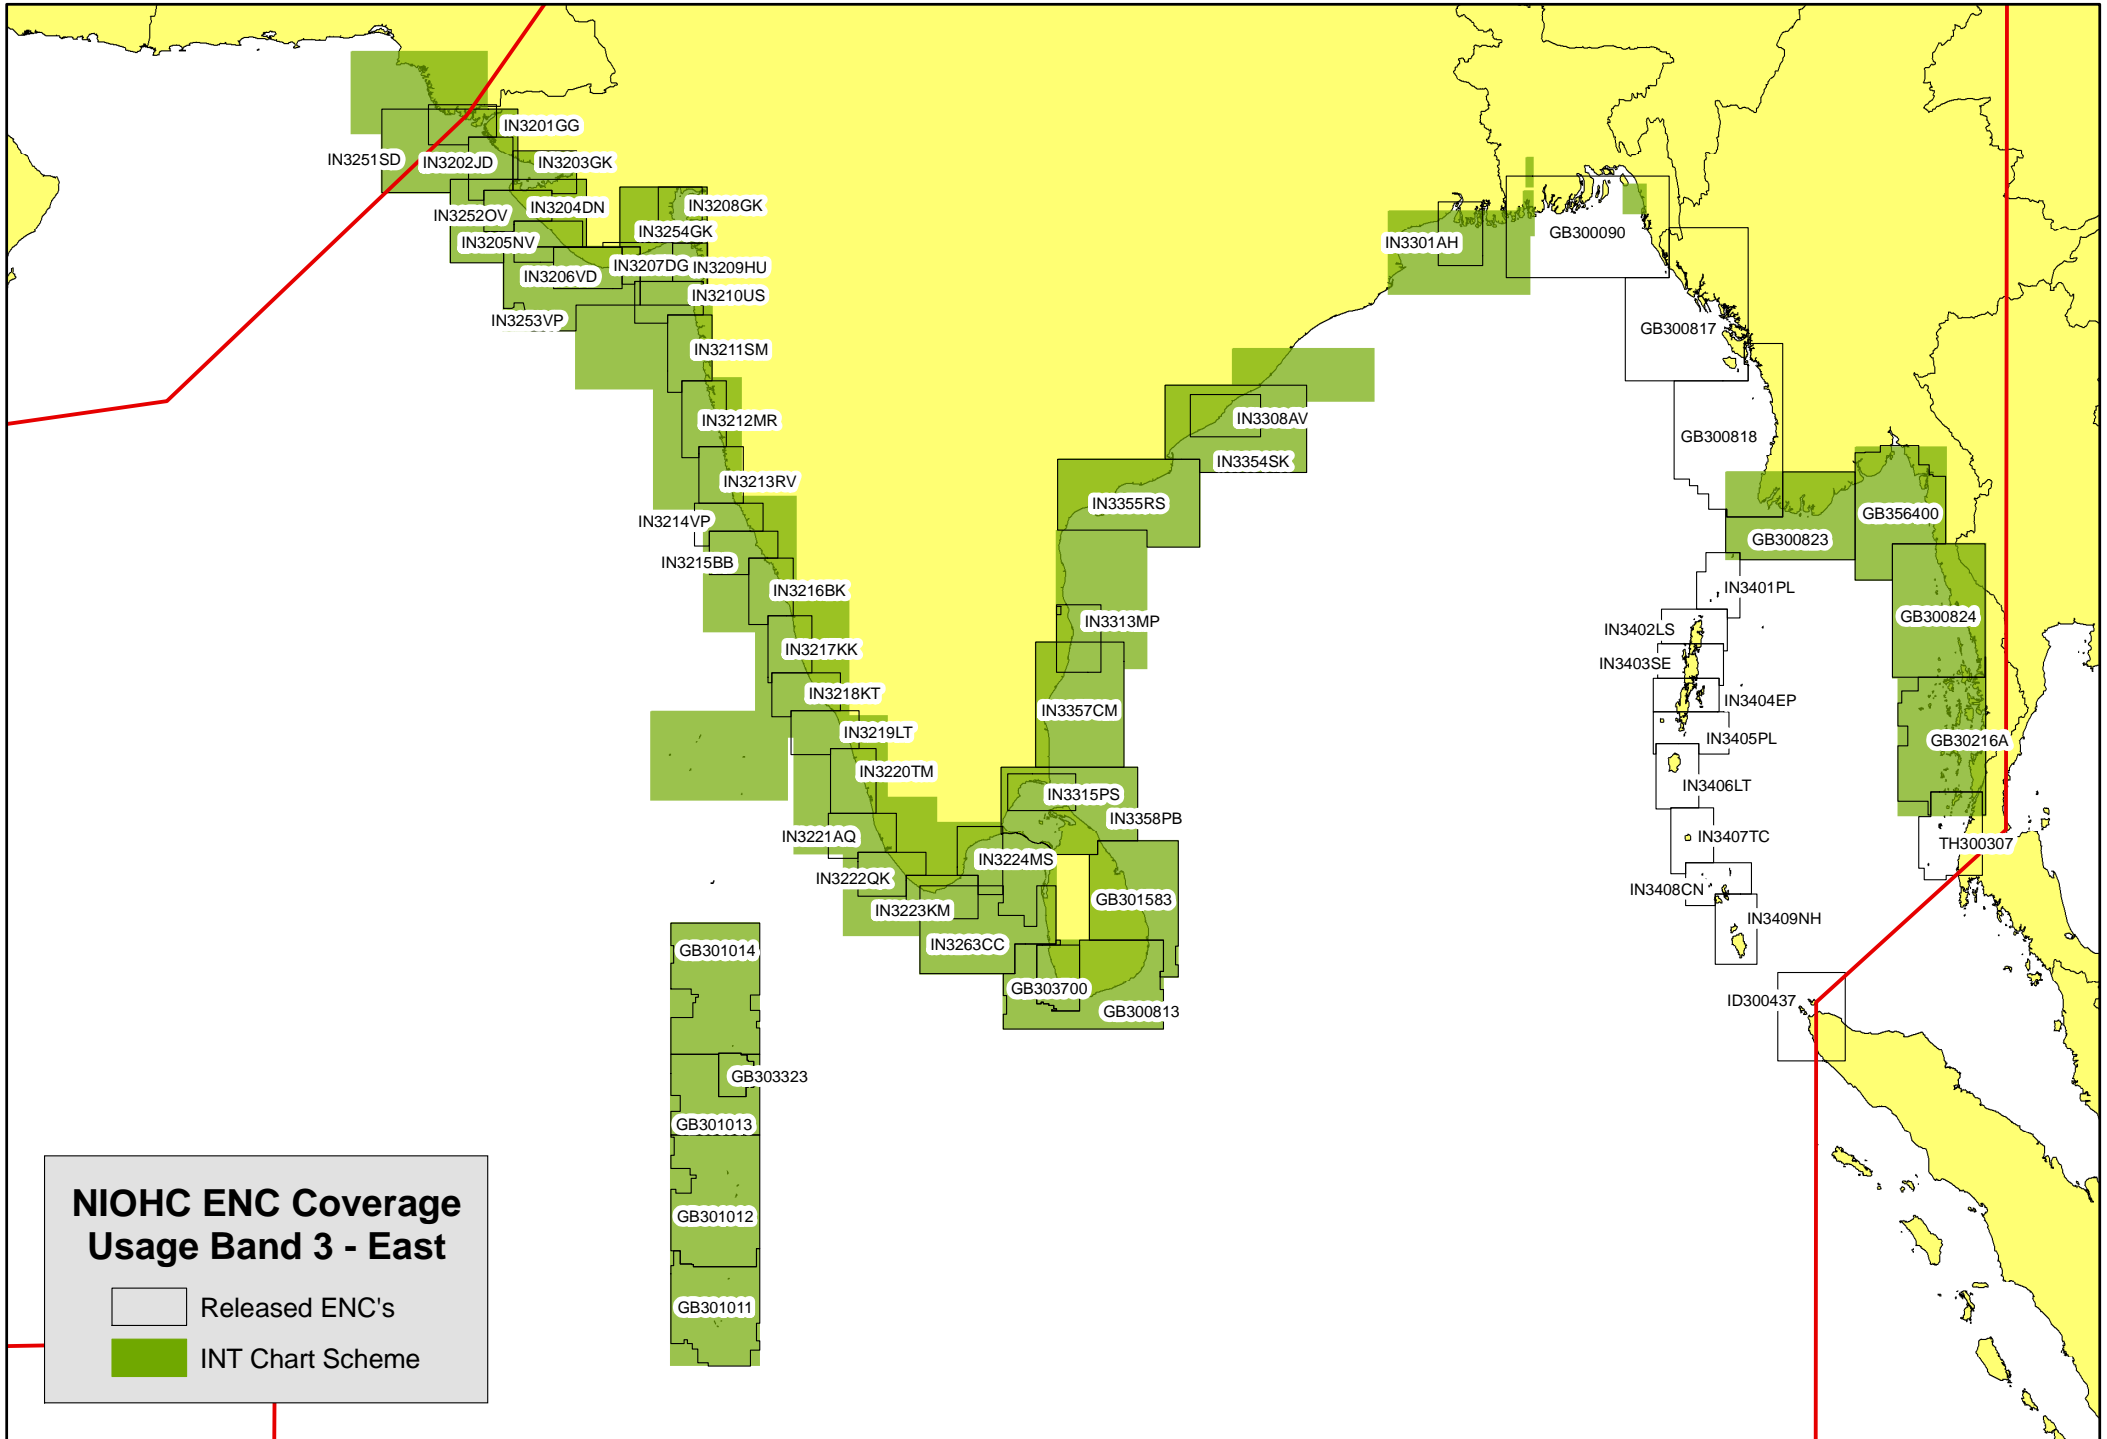 IN3201GG
IN3251SD
IN3202JD
IN3203GK
IN3204DN
IN3252OV
IN3208GK
IN3254GK
IN3205NV
IN3206VD
IN3207DG
IN3209HU
IN3210US
IN3253VP
IN3211SM
IN3212MR
IN3213RV
IN3214VP
IN3215BB
IN3216BK
IN3217KK
IN3218KT
IN3219LT
IN3220TM
IN3221AQ
IN3222QK
IN3223KM
IN3224MS
IN3263CC
IN3301AH
IN3308AV
IN3354SK
IN3355RS
IN3313MP
IN3357CM
IN3315PS
IN3358PB
GB301583
GB303700
GB300813
GB300090
GB300817
GB300818
GB300823
GB356400
GB300824
GB30216A
TH300307
IN3401PL
IN3402LS
IN3403SE
IN3404EP
IN3405PL
IN3406LT
IN3407TC
IN3408CN
IN3409NH
ID300437
GB301014
GB303323
GB301013
GB301012
GB301011
NIOHC ENC Coverage
Usage Band 3 - East
Released ENC's
INT Chart Scheme